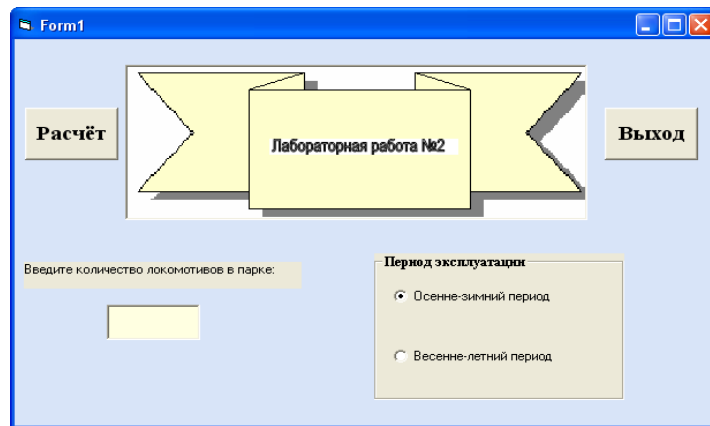 Form1
Расчёт
Лабораторная работа №2
Выход
Введите количество локомотивов в парке:
Период эксплуатации
Осенне-зимний период
Весенне-летний период